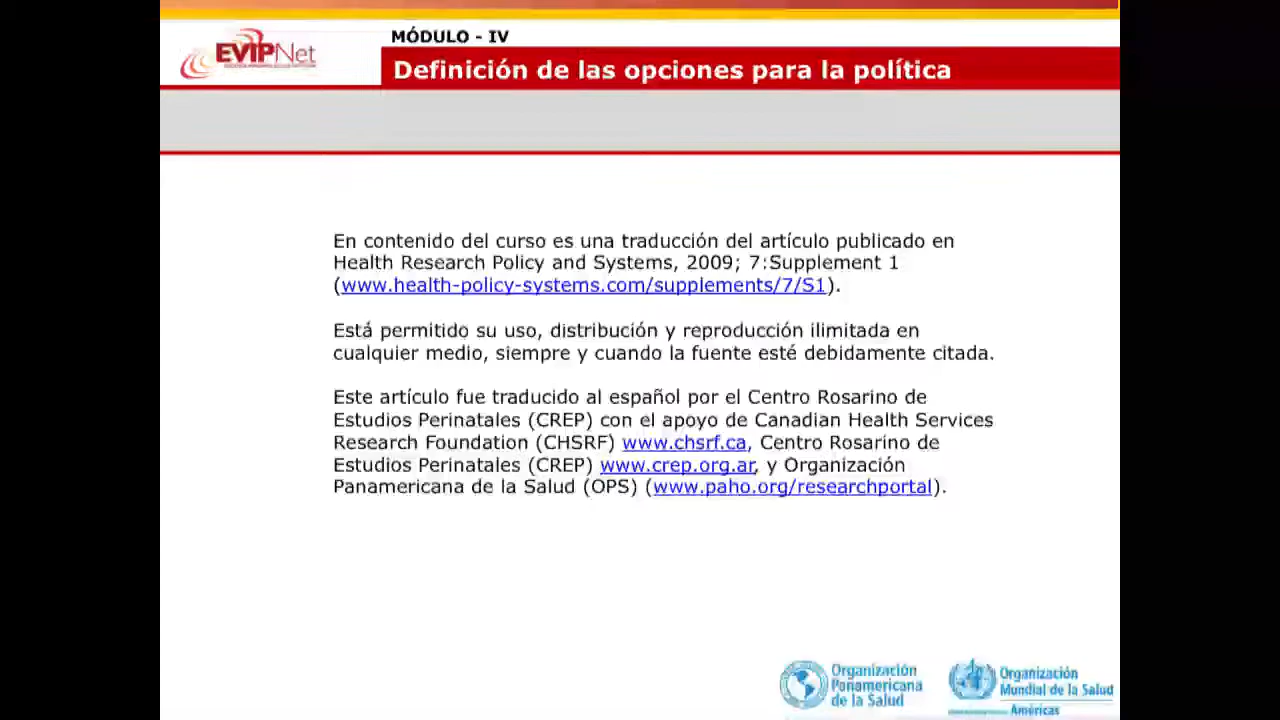 MÓDULO - IV
EVIPNet
Definición de las opciones para la política
En contenido del curso es una traducción del artículo publicado en
Health Research Policy and Systems, 2009; 7:Supplement 1
(www.health-policy-systems.com/supplements/7/S1).
Está permitido su uso, distribución y reproducción ilimitada en
cualquier medio, siempre y cuando la fuente esté debidamente citada.
Este artículo fue traducido al español por el Centro Rosarino de
Estudios Perinatales (CREP) con el apoyo de Canadian Health Services
Research Foundation (CHSRF) www.chsrf.ca, Centro Rosarino de
Estudios Perinatales (CREP) www.crep.org.ar, y Organización
Panamericana de la Salud (OPS) (www.paho.org/researchportal).
Organización
Panamericana
de la Salud
Organización
Mundial de la Salud
Américas